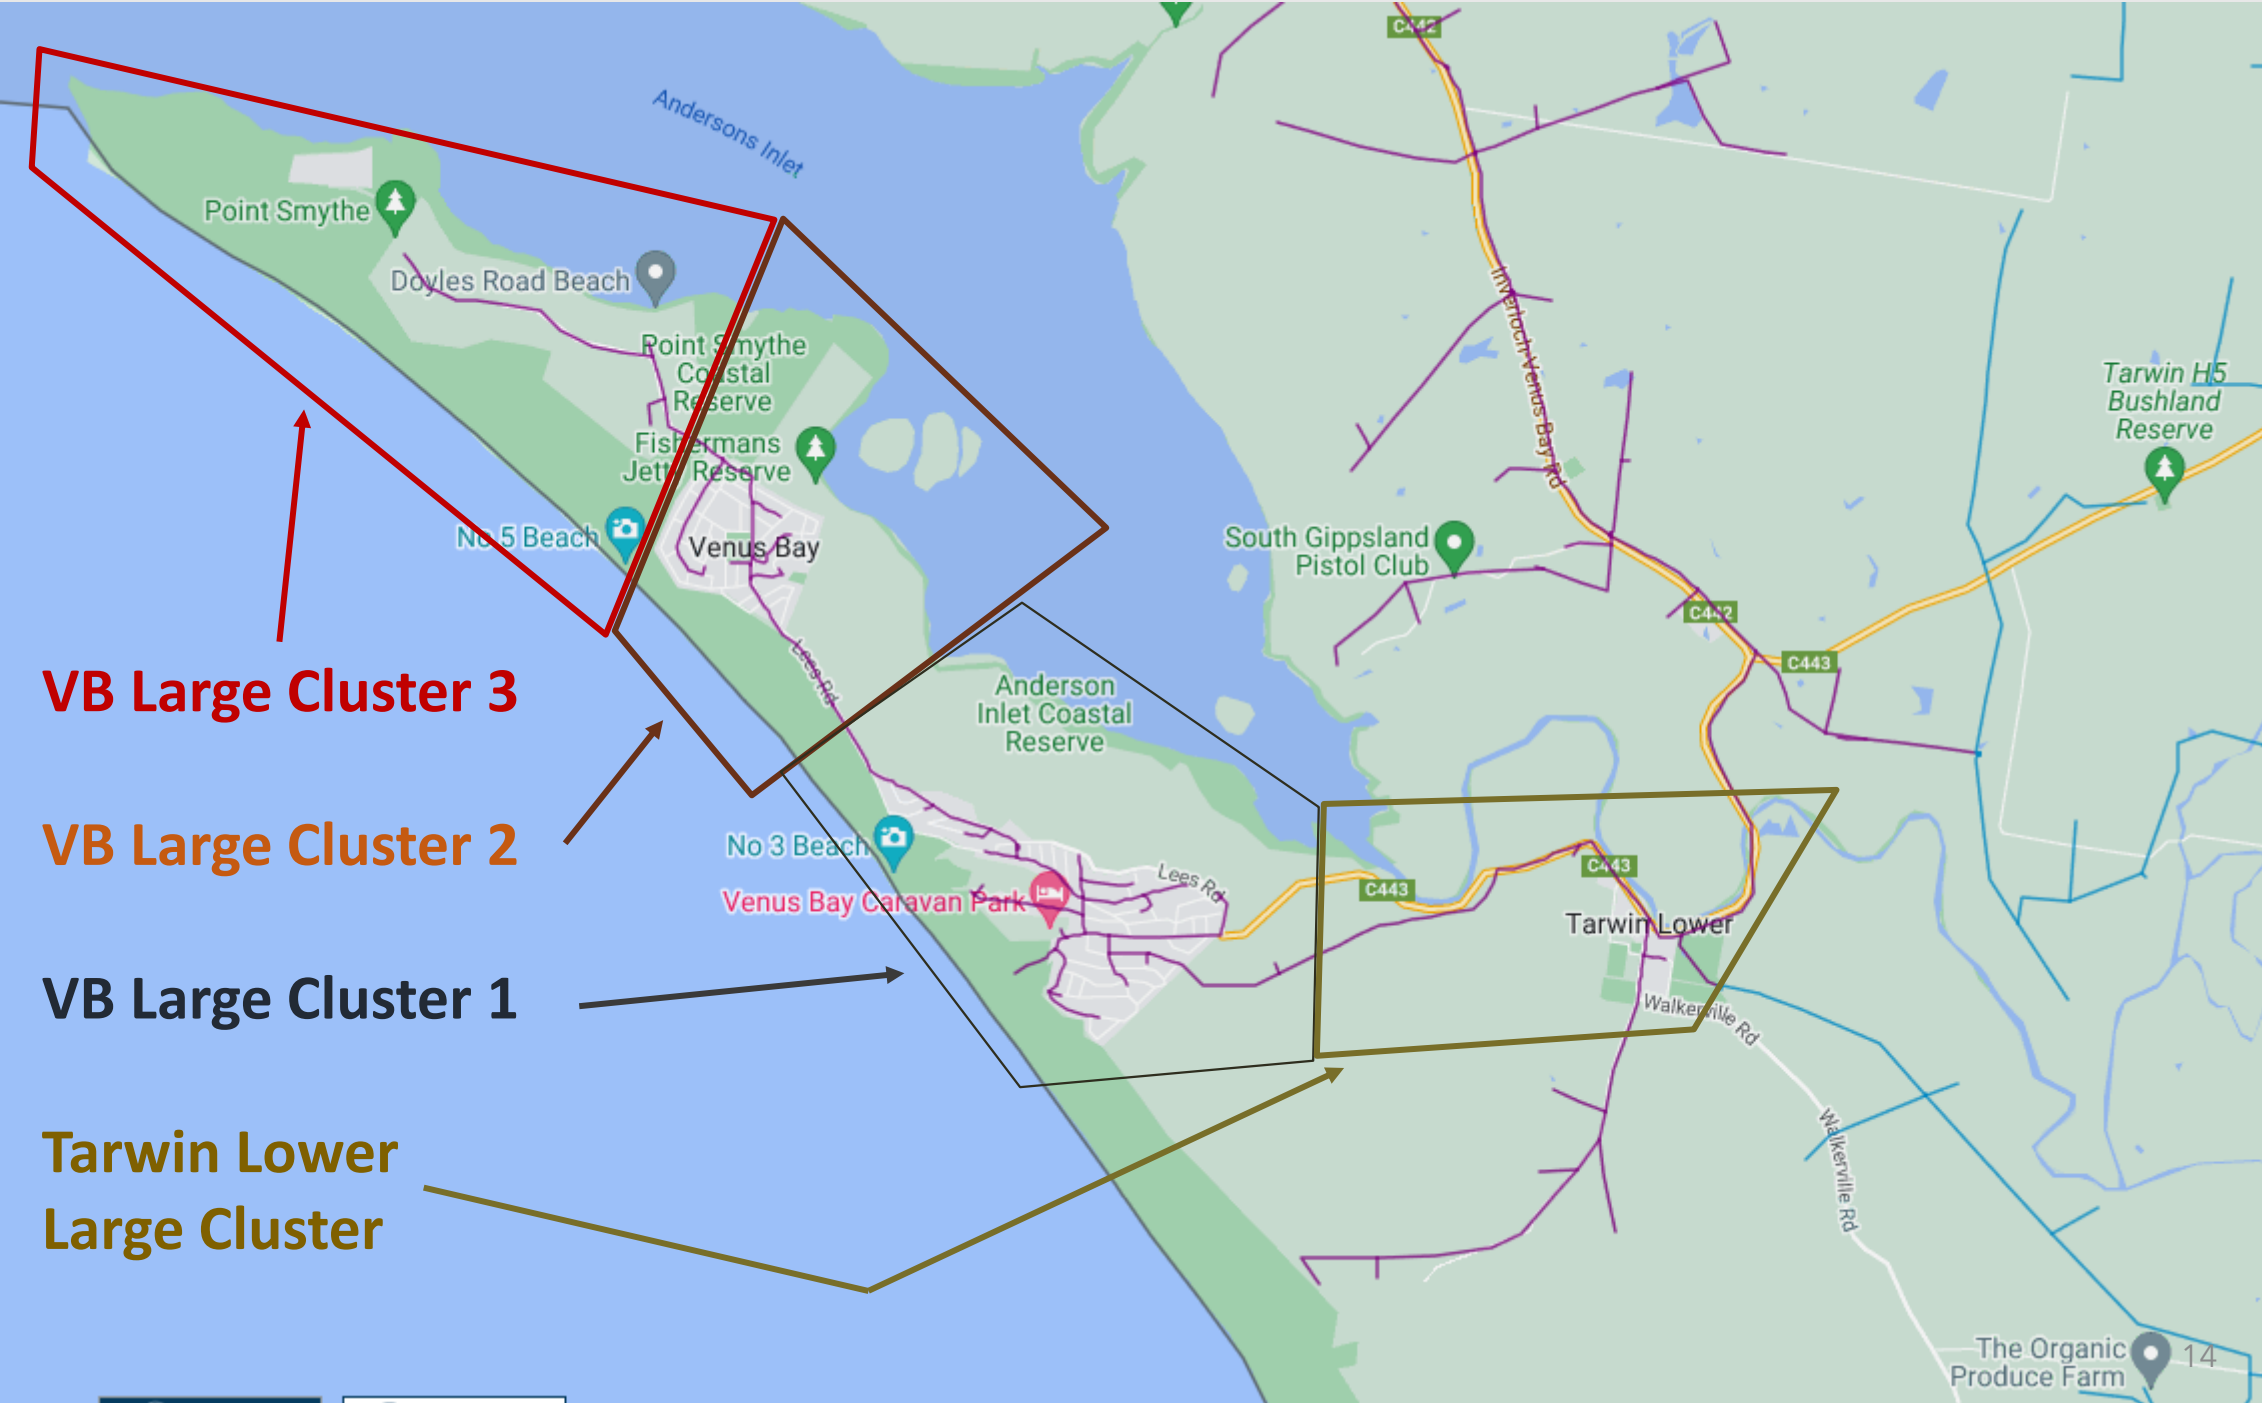 C442
Andersons Inlet
Point Smythe
Doyles Road Beach
Point Smythe
Coastal
Reserve
Fishermans
Jetty Reserve
No 5 Beach
Venus Bay
Lees Rd
Inverloch-Venus Bay Rd
Tarwin H5
Bushland
Reserve
South Gippsland
Pistol Club
C442
C443
VB Large Cluster 3
Anderson
Inlet Coastal
Reserve
VB Large Cluster 2
No 3 Beach
Venus Bay Caravan Park
Lees Rd
C443
C443
Tarwin Lower
VB Large Cluster 1
Walkerville Rd
Walkerville Rd
Tarwin Lower
Large Cluster
The Organic
Produce Farm
14